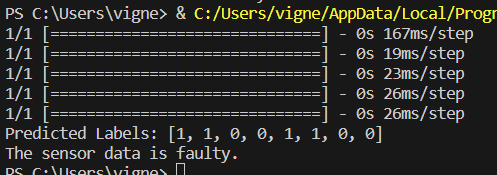 PS C:\Users\vigne> & C:/Users/vigne/AppData/Local/Progr
1/1 [==============================] - 0s 167ms/step
1/1 [==============================] - 0s 19ms/step
1/1 [==============================] - 0s 23ms/step
1/1 [==============================] - 0s 26ms/step
1/1 [==============================] - 0s 26ms/step
Predicted Labels: [1, 1, 0, 0, 1, 1, 0, 0]
The sensor data is faulty.
PS C:\Users\vigne>